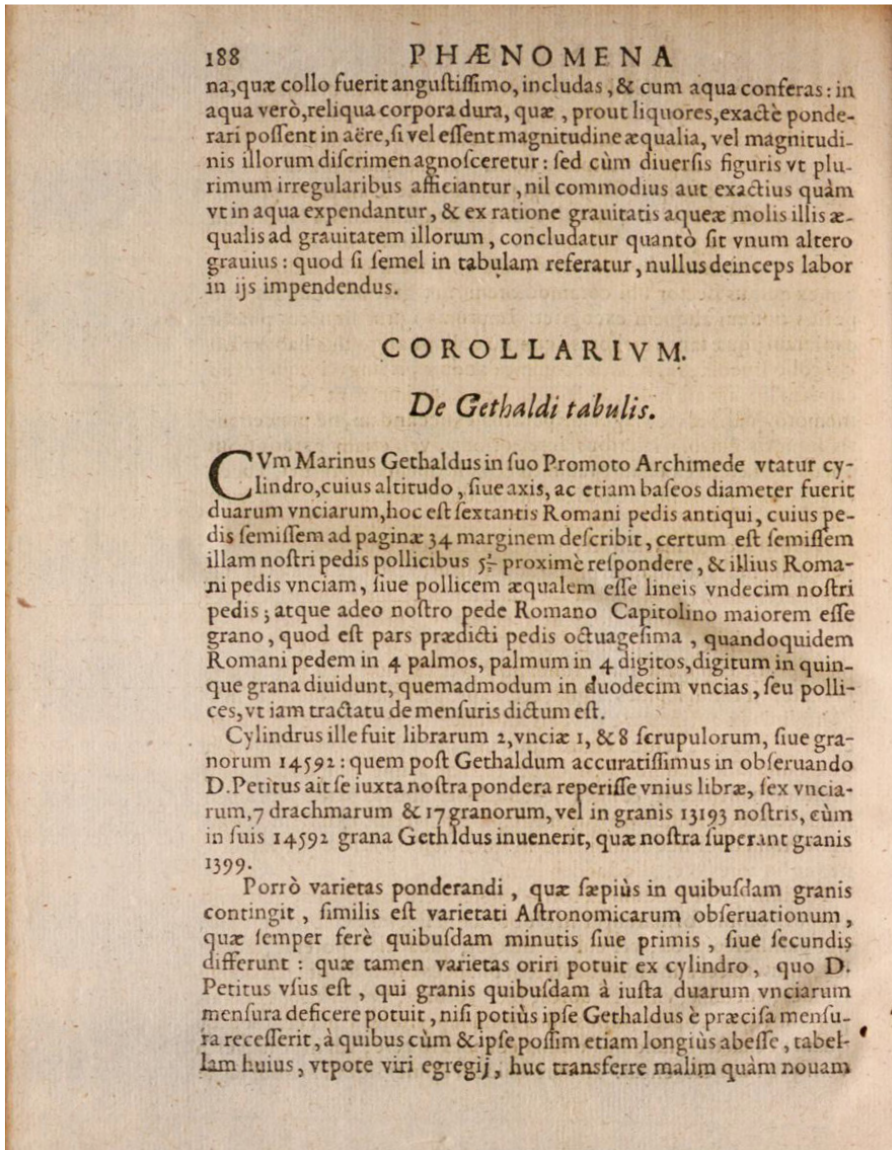 188 PHÆNOMENA
na,quæ collo fuerit angustissimo, includas, & cum aqua conferas: in
aqua verò,reliqua corpora dura, quæ, prout liquores,exactè ponde-
rari possent in aëre,si vel essent magnitudine æqualia, vel magnitudi-
nis illorum discrimen agnosceretur: sed cùm diuersis figuris vt plu-
rimum irregularibus afficiantur, nil commodius aut exactius quàm
vt in aqua expendantur, & ex ratione grauitatis aqueæ molis illis æ-
qualis ad grauitatem illorum, concludatur quantò sit vnum altero
grauius: quod si semel in tabulam referatur, nullus deinceps labor
in ijs impendendus.
COROLLARIVM.
De Gethaldi tabulis.
CVm Marinus Gethaldus in suo Promoto Archimede vtatur cy-
lindro,cuius altitudo, siue axis, ac etiam baseos diameter fuerit
duarum vnciarum,hoc est sextantis Romani pedis antiqui, cuius pe-
dis semissem ad paginæ 34 marginem describit, certum est semissem
illam nostri pedis pollicibus 5½ proximè respondere, & illius Roma-
ni pedis vnciam, siue pollicem æqualem esse lineis vndecim nostri
pedis; atque adeo nostro pede Romano Capitolino maiorem esse
grano, quod est pars prædicti pedis octuagesima, quandoquidem
Romani pedem in 4 palmos, palmum in 4 digitos,digitum in quin-
que grana diuidunt, quemadmodum in duodecim vncias, seu polli-
ces, vt iam tractatu de mensuris dictum est.
Cylindrus ille fuit librarum 2,vnciæ 1, & 8 scrupulorum, siue gra-
norum 14592: quem post Gethaldum accuratissimus in obseruando
D.Petitus ait se iuxta nostra pondera reperisse vnius libræ, sex vncia-
rum,7 drachmarum & 17 granorum, vel in granis 13193 nostris, cùm
in suis 14592 grana Gethldus inuenerit, quæ nostra superant granis
1399.
Porrò varietas ponderandi, quæ sæpiùs in quibusdam granis
contingit, similis est varietati Astronomicarum obseruationum,
quæ semper ferè quibusdam minutis siue primis, siue secundis
differunt: quæ tamen varietas oriri potuit ex cylindro, quo D.
Petitus vsus est, qui granis quibusdam à iusta duarum vnciarum
mensura deficere potuit, nisi potiùs ipse Gethaldus è præcisa mensu-
ra recesserit, à quibus cùm & ipse possim etiam longiùs abesse, tabel-
lam huius, vtpote viri egregij, huc transferre malim quàm nouam